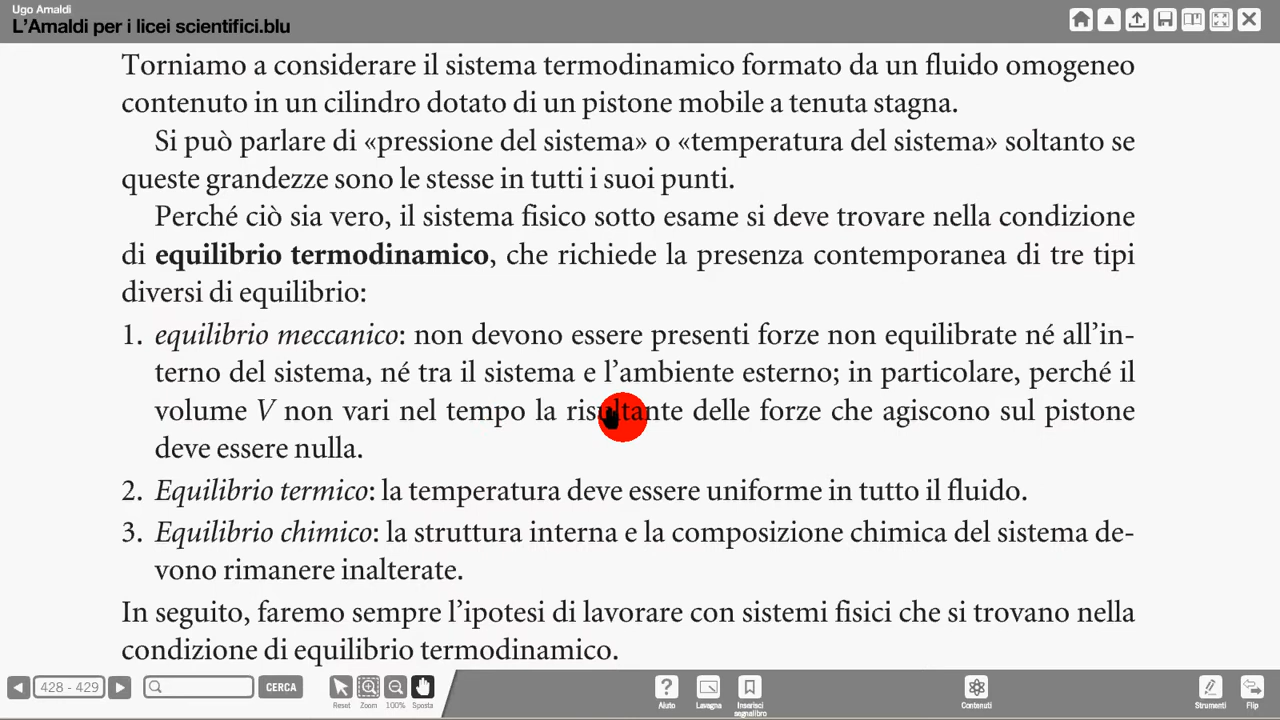 Ugo Amaldi
L'Amaldi per i licei scientifici.blu
Torniamo a considerare il sistema termodinamico formato da un fluido omogeneo
contenuto in un cilindro dotato di un pistone mobile a tenuta stagna.
Si può parlare di «pressione del sistema» o «temperatura del sistema» soltanto se
queste grandezze sono le stesse in tutti i suoi punti.
Perché ciò sia vero, il sistema fisico sotto esame si deve trovare nella condizione
di equilibrio termodinamico, che richiede la presenza contemporanea di tre tipi
diversi di equilibrio:
1. equilibrio meccanico: non devono essere presenti forze non equilibrate né all'in-
terno del sistema, né tra il sistema e l'ambiente esterno; in particolare, perché il
volume V non vari nel tempo la risultante delle forze che agiscono sul pistone
deve essere nulla.
2. Equilibrio termico: la temperatura deve essere uniforme in tutto il fluido.
3. Equilibrio chimico: la struttura interna e la composizione chimica del sistema de-
vono rimanere inalterate.
In seguito, faremo sempre l'ipotesi di lavorare con sistemi fisici che si trovano nella
condizione di equilibrio termodinamico.
428 - 429 CERCA
Reset Zoom 100% Sposta Aiuto Lavagna Inserisci segnalibro Contenuti Strumenti Flip